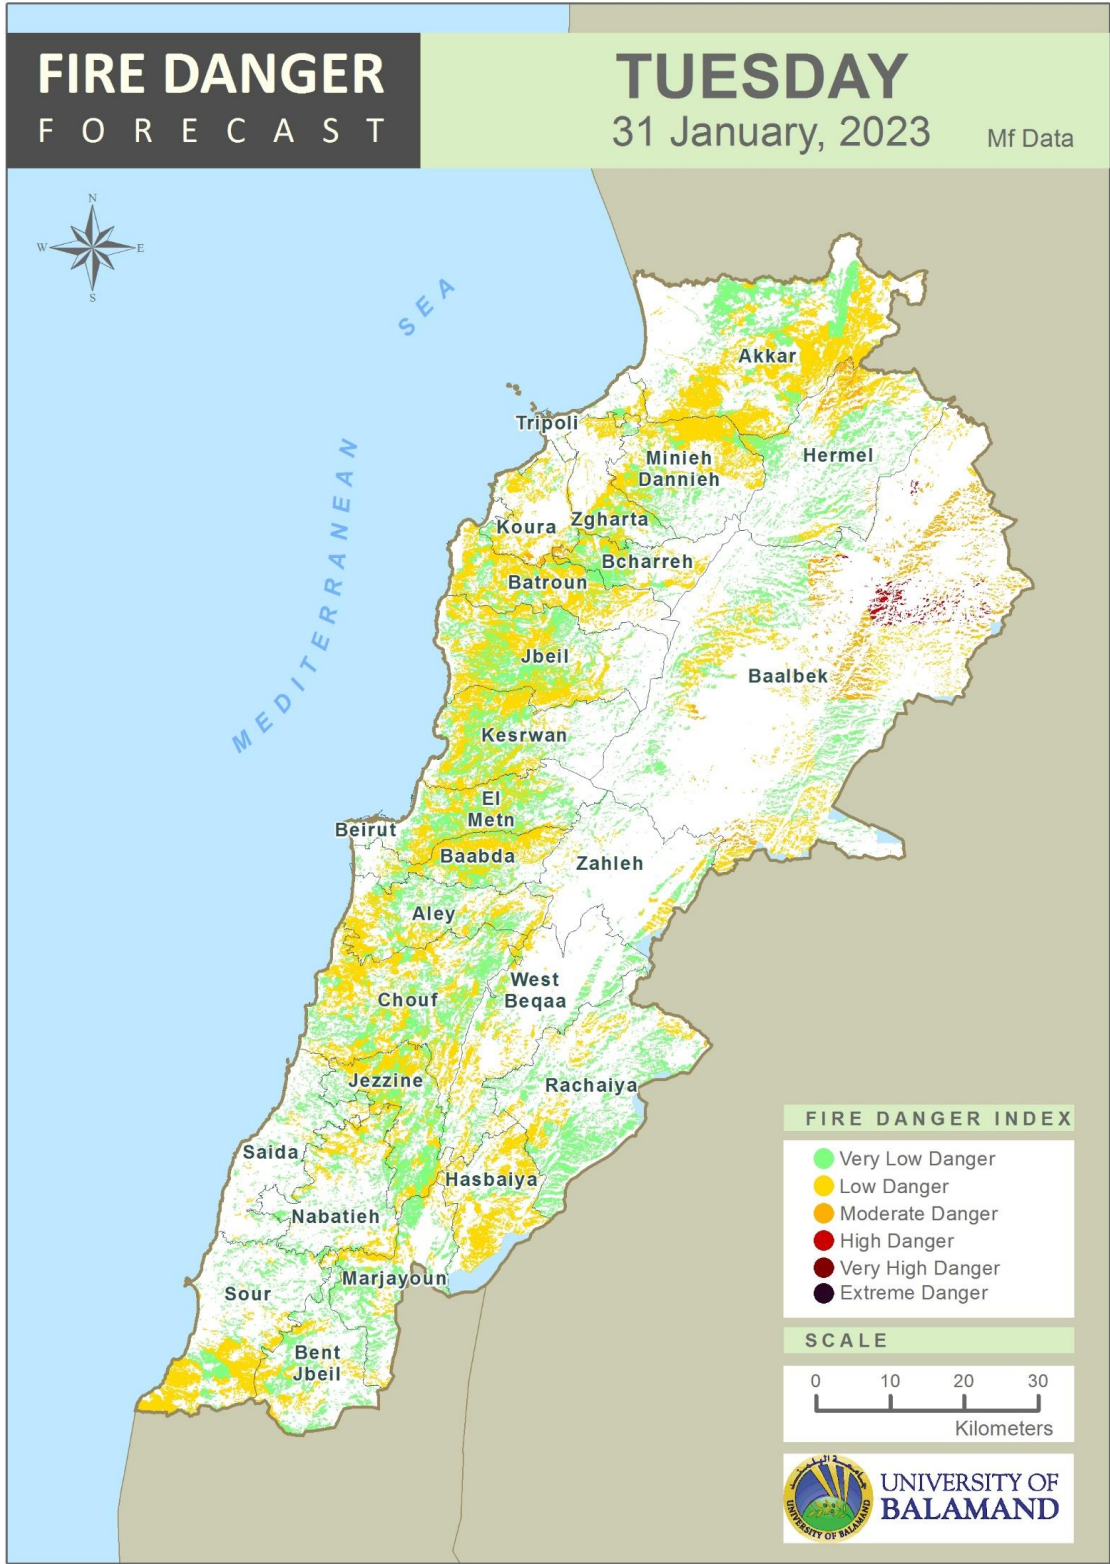 FIRE DANGER
FORECAST
TUESDAY
31 January, 2023
Mf Data
N
W
E
S
MEDITERRANEAN SEA
Akkar
Tripoli
Minieh
Dannieh
Hermel
Koura
Zgharta
Bcharreh
Batroun
Jbeil
Baalbek
Kesrwan
El
Metn
Beirut
Baabda
Zahleh
Aley
West
Beqaa
Chouf
Jezzine
Rachaiya
Saida
Hasbaiya
Nabatieh
Marjayoun
Sour
Bent
Jbeil
FIRE DANGER INDEX
Very Low Danger
Low Danger
Moderate Danger
High Danger
Very High Danger
Extreme Danger
SCALE
0 10 20 30
Kilometers
UNIVERSITY OF BALAMAND
UNIVERSITY OF
BALAMAND